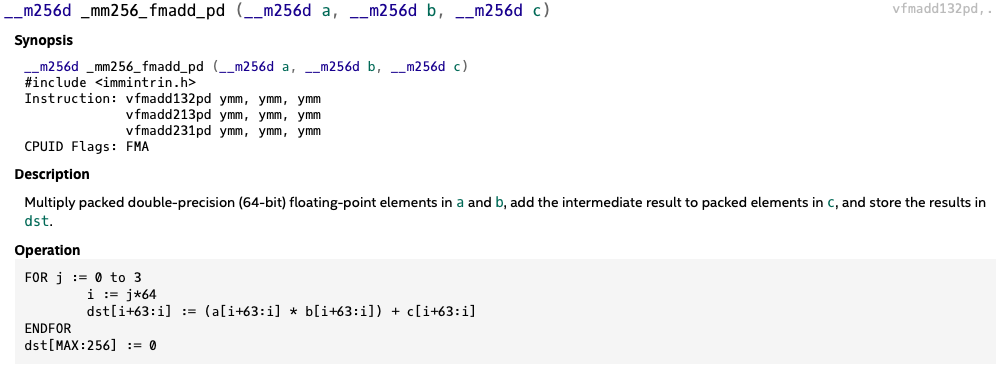 __m256d _mm256_fmadd_pd (__m256d a, __m256d b, __m256d c) vfmadd132pd,.
Synopsis
__m256d _mm256_fmadd_pd (__m256d a, __m256d b, __m256d c)
#include <immintrin.h>
Instruction: vfmadd132pd ymm, ymm, ymm
vfmadd213pd ymm, ymm, ymm
vfmadd231pd ymm, ymm, ymm
CPUID Flags: FMA
Description
Multiply packed double-precision (64-bit) floating-point elements in a and b, add the intermediate result to packed elements in c, and store the results in
dst.
Operation
FOR j := 0 to 3
i := j*64
dst[i+63:i] := (a[i+63:i] * b[i+63:i]) + c[i+63:i]
ENDFOR
dst[MAX:256] := 0